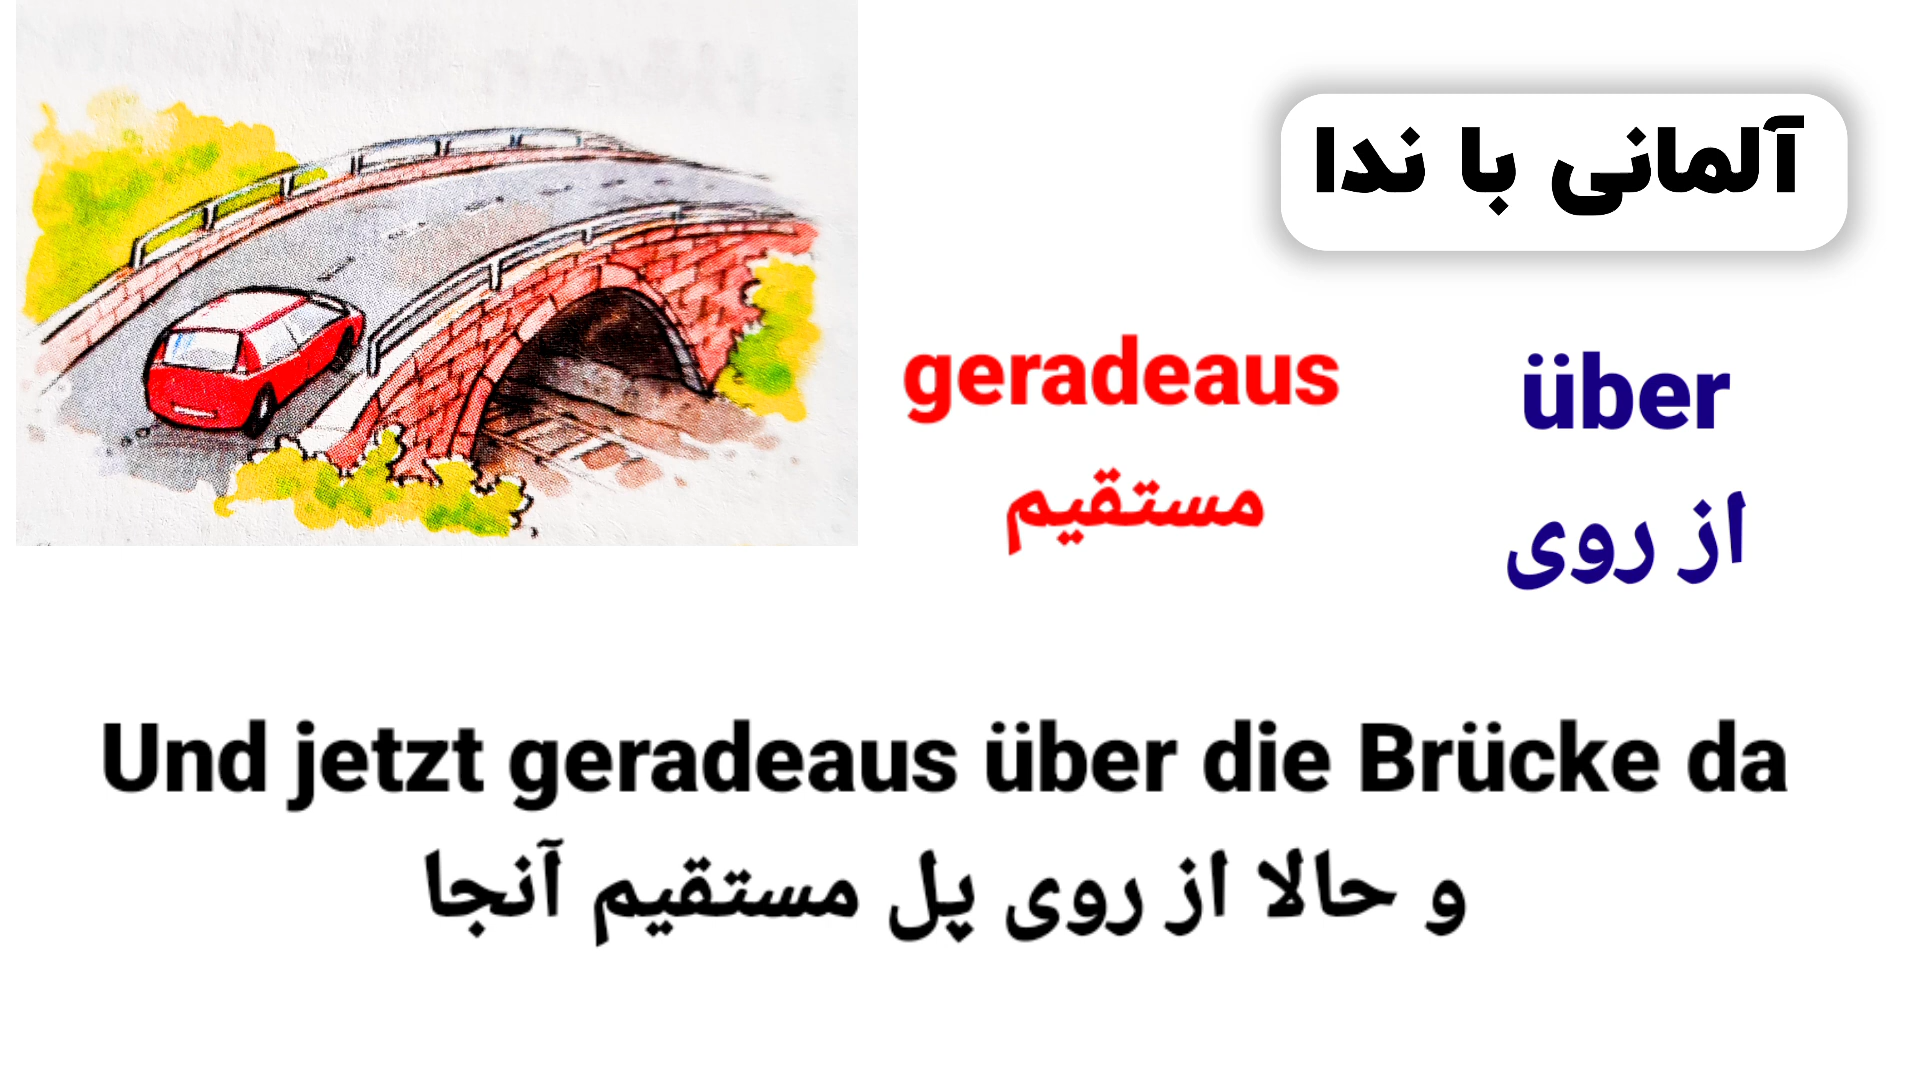 آلمانی با ندا
geradeaus
über
مستقیم
از روی
Und jetzt geradeaus über die Brücke da
و حالا از روی پل مستقیم آنجا